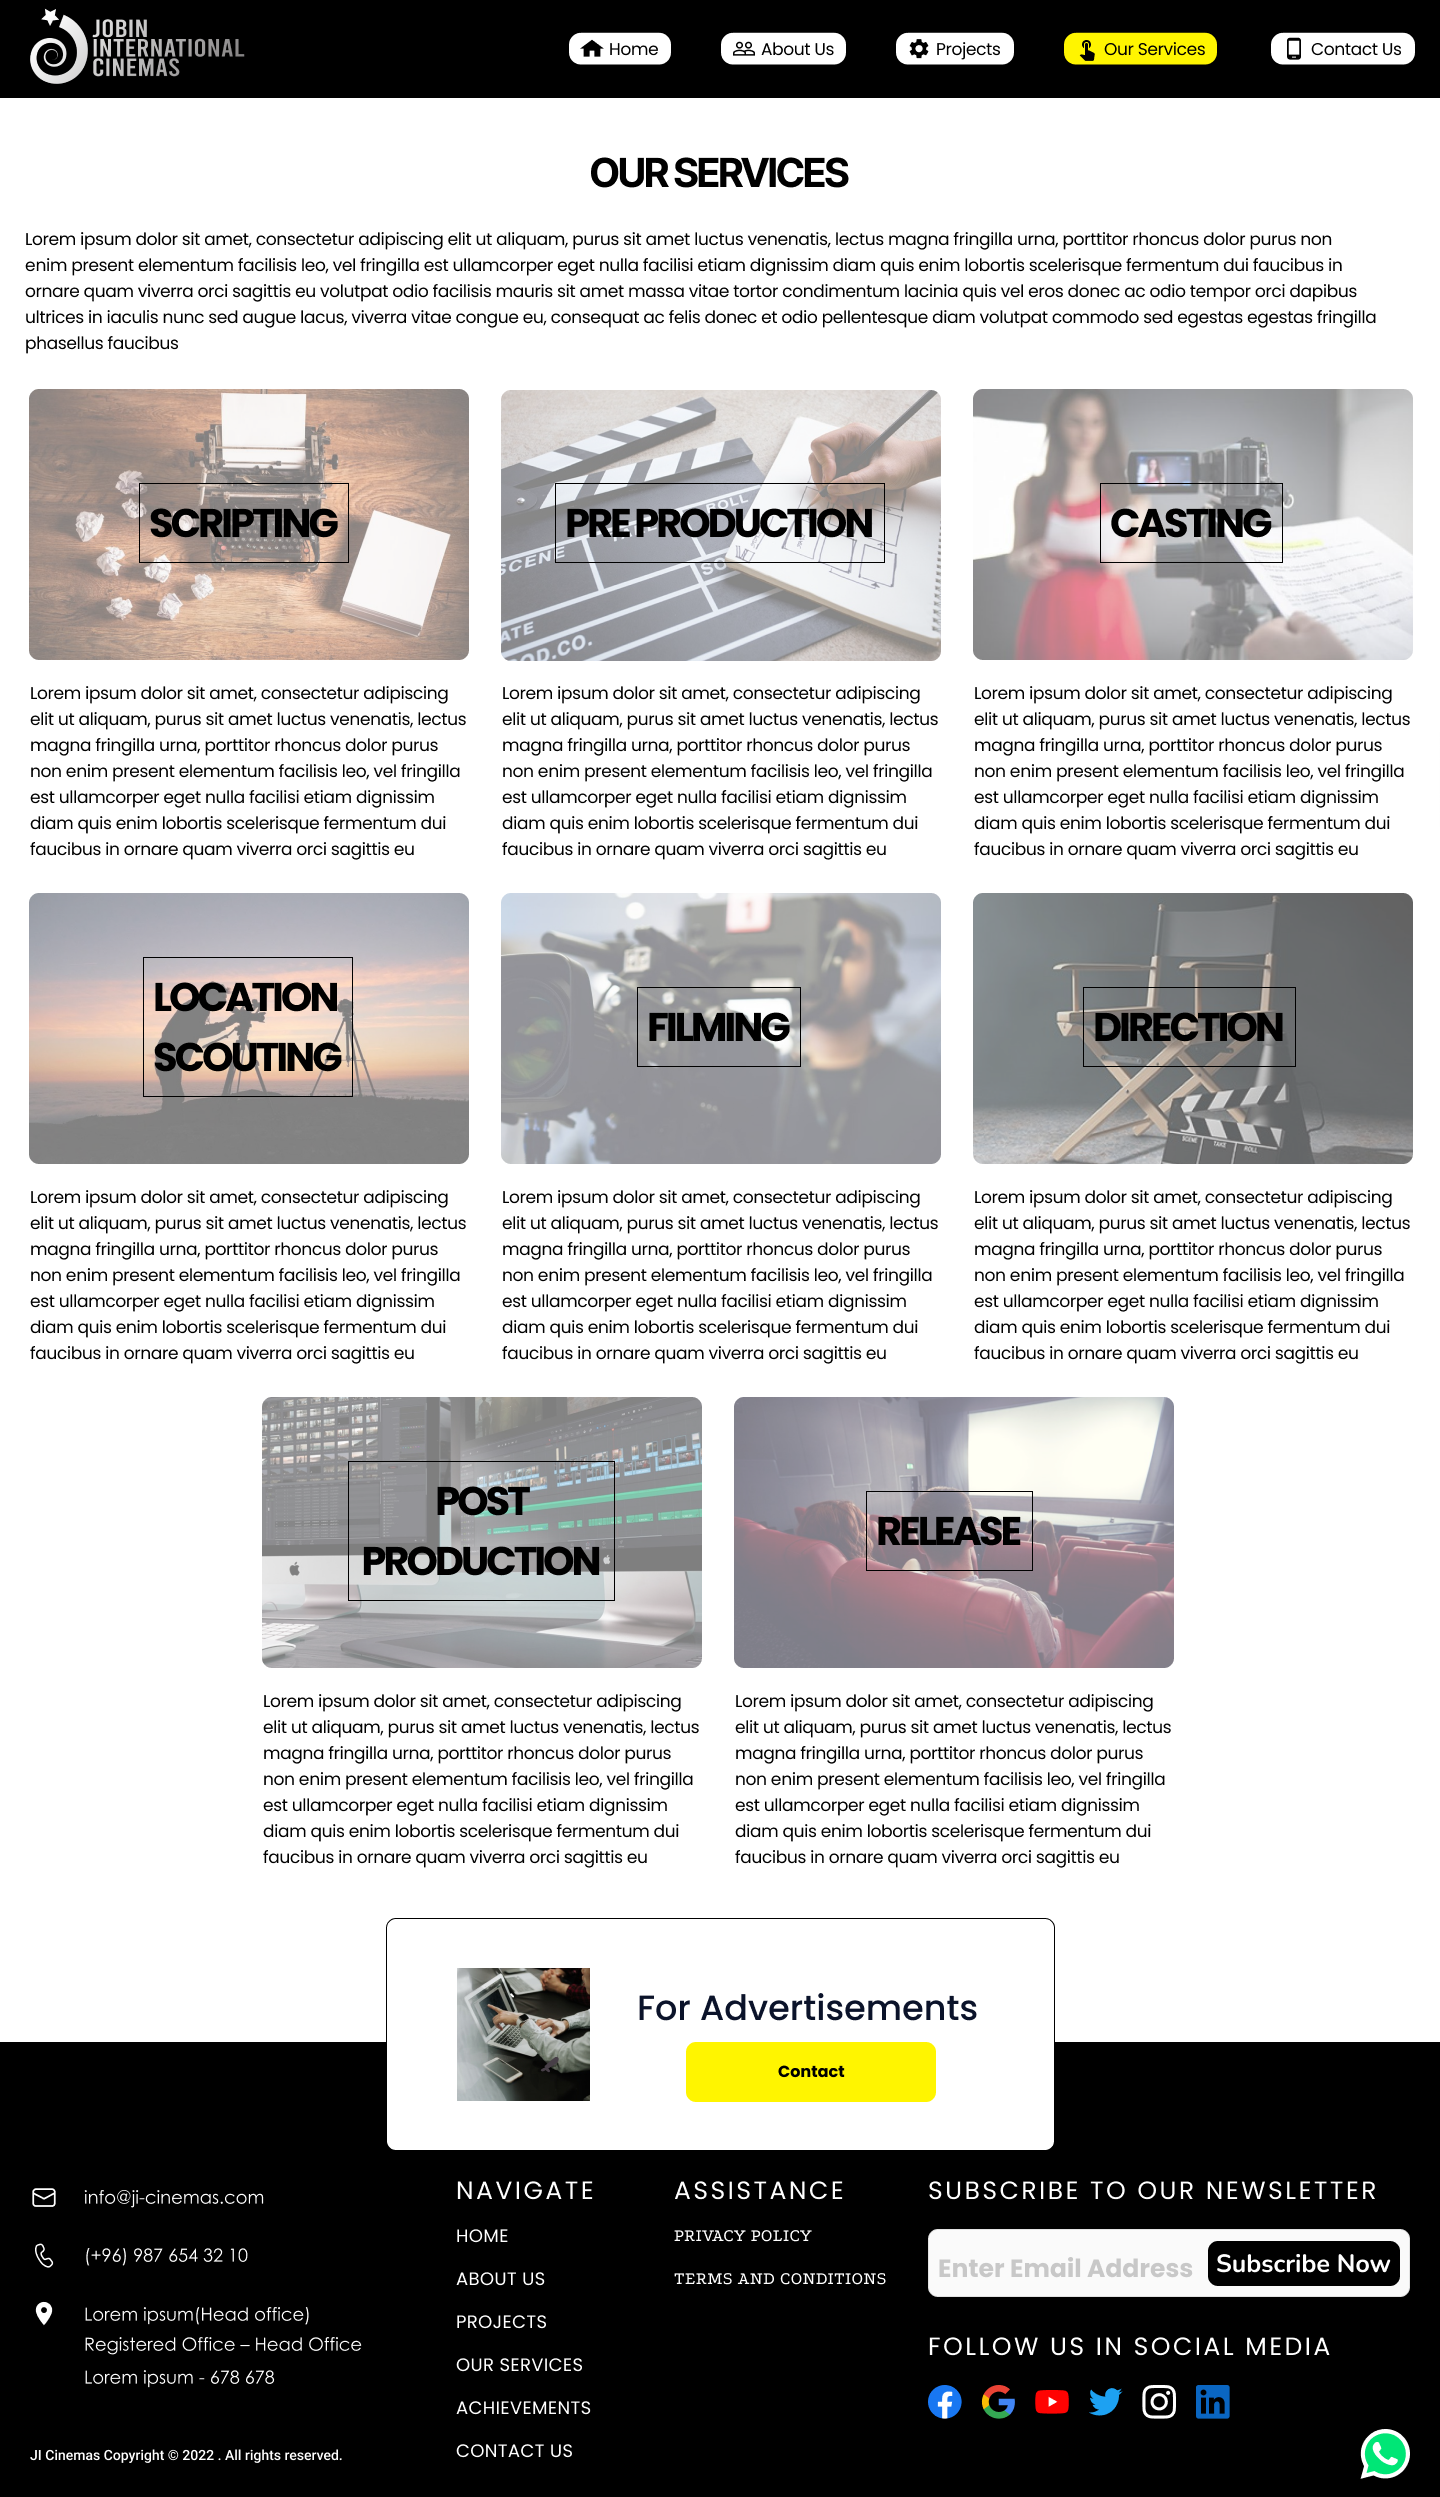 JOBIN
INTERNATIONAL
CINEMAS
Home
About Us
Projects
Our Services
Contact Us
OUR SERVICES
Lorem ipsum dolor sit amet, consectetur adipiscing elit ut aliquam, purus sit amet luctus venenatis, lectus magna fringilla urna, porttitor rhoncus dolor purus non
enim present elementum facilisis leo, vel fringilla est ullamcorper eget nulla facilisi etiam dignissim diam quis enim lobortis scelerisque fermentum dui faucibus in
ornare quam viverra orci sagittis eu volutpat odio facilisis mauris sit amet massa vitae tortor condimentum lacinia quis vel eros donec ac odio tempor orci dapibus
ultrices in iaculis nunc sed augue lacus, viverra vitae congue eu, consequat ac felis donec et odio pellentesque diam volutpat commodo sed egestas egestas fringilla
phasellus faucibus
SCRIPTING
Lorem ipsum dolor sit amet, consectetur adipiscing
elit ut aliquam, purus sit amet luctus venenatis, lectus
magna fringilla urna, porttitor rhoncus dolor purus
non enim present elementum facilisis leo, vel fringilla
est ullamcorper eget nulla facilisi etiam dignissim
diam quis enim lobortis scelerisque fermentum dui
faucibus in ornare quam viverra orci sagittis eu
PRE PRODUCTION
ROLL
SCENE
Lorem ipsum dolor sit amet, consectetur adipiscing
elit ut aliquam, purus sit amet luctus venenatis, lectus
magna fringilla urna, porttitor rhoncus dolor purus
non enim present elementum facilisis leo, vel fringilla
est ullamcorper eget nulla facilisi etiam dignissim
diam quis enim lobortis scelerisque fermentum dui
faucibus in ornare quam viverra orci sagittis eu
CASTING
Lorem ipsum dolor sit amet, consectetur adipiscing
elit ut aliquam, purus sit amet luctus venenatis, lectus
magna fringilla urna, porttitor rhoncus dolor purus
non enim present elementum facilisis leo, vel fringilla
est ullamcorper eget nulla facilisi etiam dignissim
diam quis enim lobortis scelerisque fermentum dui
faucibus in ornare quam viverra orci sagittis eu
LOCATION
SCOUTING
Lorem ipsum dolor sit amet, consectetur adipiscing
elit ut aliquam, purus sit amet luctus venenatis, lectus
magna fringilla urna, porttitor rhoncus dolor purus
non enim present elementum facilisis leo, vel fringilla
est ullamcorper eget nulla facilisi etiam dignissim
diam quis enim lobortis scelerisque fermentum dui
faucibus in ornare quam viverra orci sagittis eu
1
FILMING
Lorem ipsum dolor sit amet, consectetur adipiscing
elit ut aliquam, purus sit amet luctus venenatis, lectus
magna fringilla urna, porttitor rhoncus dolor purus
non enim present elementum facilisis leo, vel fringilla
est ullamcorper eget nulla facilisi etiam dignissim
diam quis enim lobortis scelerisque fermentum dui
faucibus in ornare quam viverra orci sagittis eu
DIRECTION
SCENE TAKE ROLL
Lorem ipsum dolor sit amet, consectetur adipiscing
elit ut aliquam, purus sit amet luctus venenatis, lectus
magna fringilla urna, porttitor rhoncus dolor purus
non enim present elementum facilisis leo, vel fringilla
est ullamcorper eget nulla facilisi etiam dignissim
diam quis enim lobortis scelerisque fermentum dui
faucibus in ornare quam viverra orci sagittis eu
POST
PRODUCTION
Lorem ipsum dolor sit amet, consectetur adipiscing
elit ut aliquam, purus sit amet luctus venenatis, lectus
magna fringilla urna, porttitor rhoncus dolor purus
non enim present elementum facilisis leo, vel fringilla
est ullamcorper eget nulla facilisi etiam dignissim
diam quis enim lobortis scelerisque fermentum dui
faucibus in ornare quam viverra orci sagittis eu
RELEASE
Lorem ipsum dolor sit amet, consectetur adipiscing
elit ut aliquam, purus sit amet luctus venenatis, lectus
magna fringilla urna, porttitor rhoncus dolor purus
non enim present elementum facilisis leo, vel fringilla
est ullamcorper eget nulla facilisi etiam dignissim
diam quis enim lobortis scelerisque fermentum dui
faucibus in ornare quam viverra orci sagittis eu
For Advertisements
Contact
info@ji-cinemas.com
(+96) 987 654 32 10
Lorem ipsum(Head office)
Registered Office – Head Office
Lorem ipsum - 678 678
JI Cinemas Copyright © 2022 . All rights reserved.
NAVIGATE
HOME
ABOUT US
PROJECTS
OUR SERVICES
ACHIEVEMENTS
CONTACT US
ASSISTANCE
PRIVACY POLICY
TERMS AND CONDITIONS
SUBSCRIBE TO OUR NEWSLETTER
Enter Email Address
Subscribe Now
FOLLOW US IN SOCIAL MEDIA